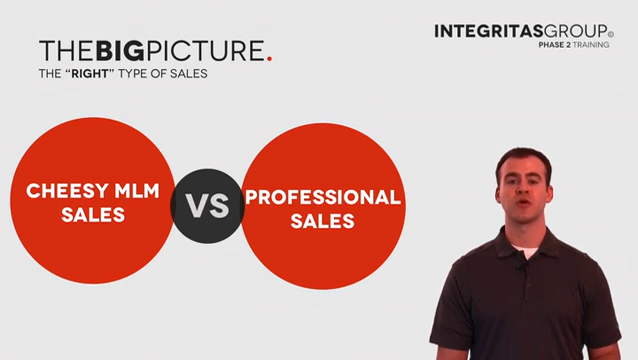 THEBIGPICTURE.
THE “RIGHT” TYPE OF SALES
INTEGRITASGROUP©
PHASE 2 TRAINING
CHEESY MLM
SALES
VS
PROFESSIONAL
SALES